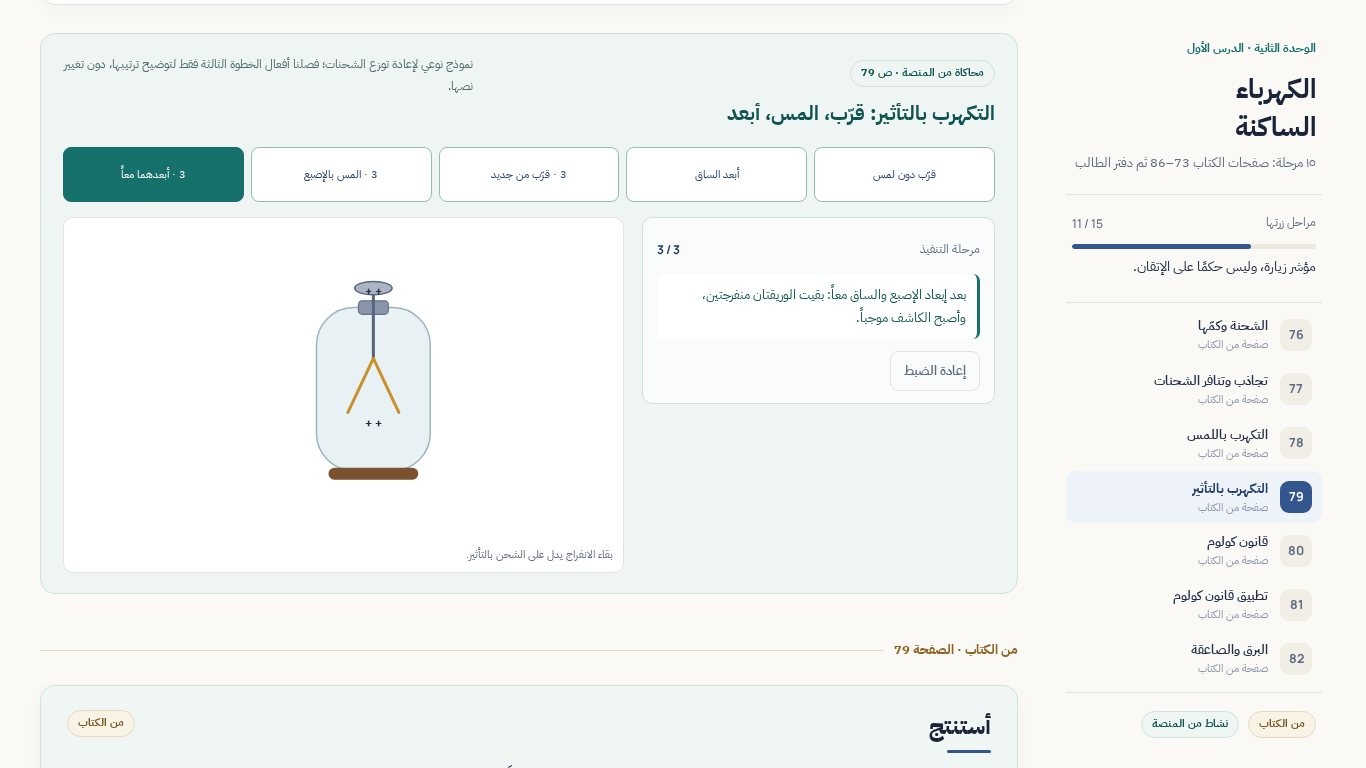 الوحدة الثانية · الدرس الأول
الكهرباء
الساكنة
١٥ مرحلة: صفحات الكتاب 73–86 ثم دفتر الطالب
مراحل زرتها
11 / 15
مؤشر زيارة، وليس حكمًا على الإتقان.
76
الشحنة وكمّها
صفحة من الكتاب
77
تجاذب وتنافر الشحنات
صفحة من الكتاب
78
التكهرب باللمس
صفحة من الكتاب
79
التكهرب بالتأثير
صفحة من الكتاب
80
قانون كولوم
صفحة من الكتاب
81
تطبيق قانون كولوم
صفحة من الكتاب
82
البرق والصاعقة
صفحة من الكتاب
من الكتاب
نشاط من المنصة
محاكاة من المنصة · ص 79
التكهرب بالتأثير: قرّب، المس، أبعد
نموذج نوعي لإعادة توزع الشحنات؛ فصلنا أفعال الخطوة الثالثة فقط لتوضيح ترتيبها، دون تغيير
نصها.
قرّب دون لمس
أبعد الساق
3 · قرّب من جديد
3 · المس بالإصبع
3 · أبعدهما معاً
مرحلة التنفيذ
3 / 3
بعد إبعاد الإصبع والساق معاً: بقيت الوريقتان منفرجتين،
وأصبح الكاشف موجباً.
إعادة الضبط
+ +
+ +
بقاء الانفراج يدل على الشحن بالتأثير.
من الكتاب · الصفحة 79
أستنتج
من الكتاب